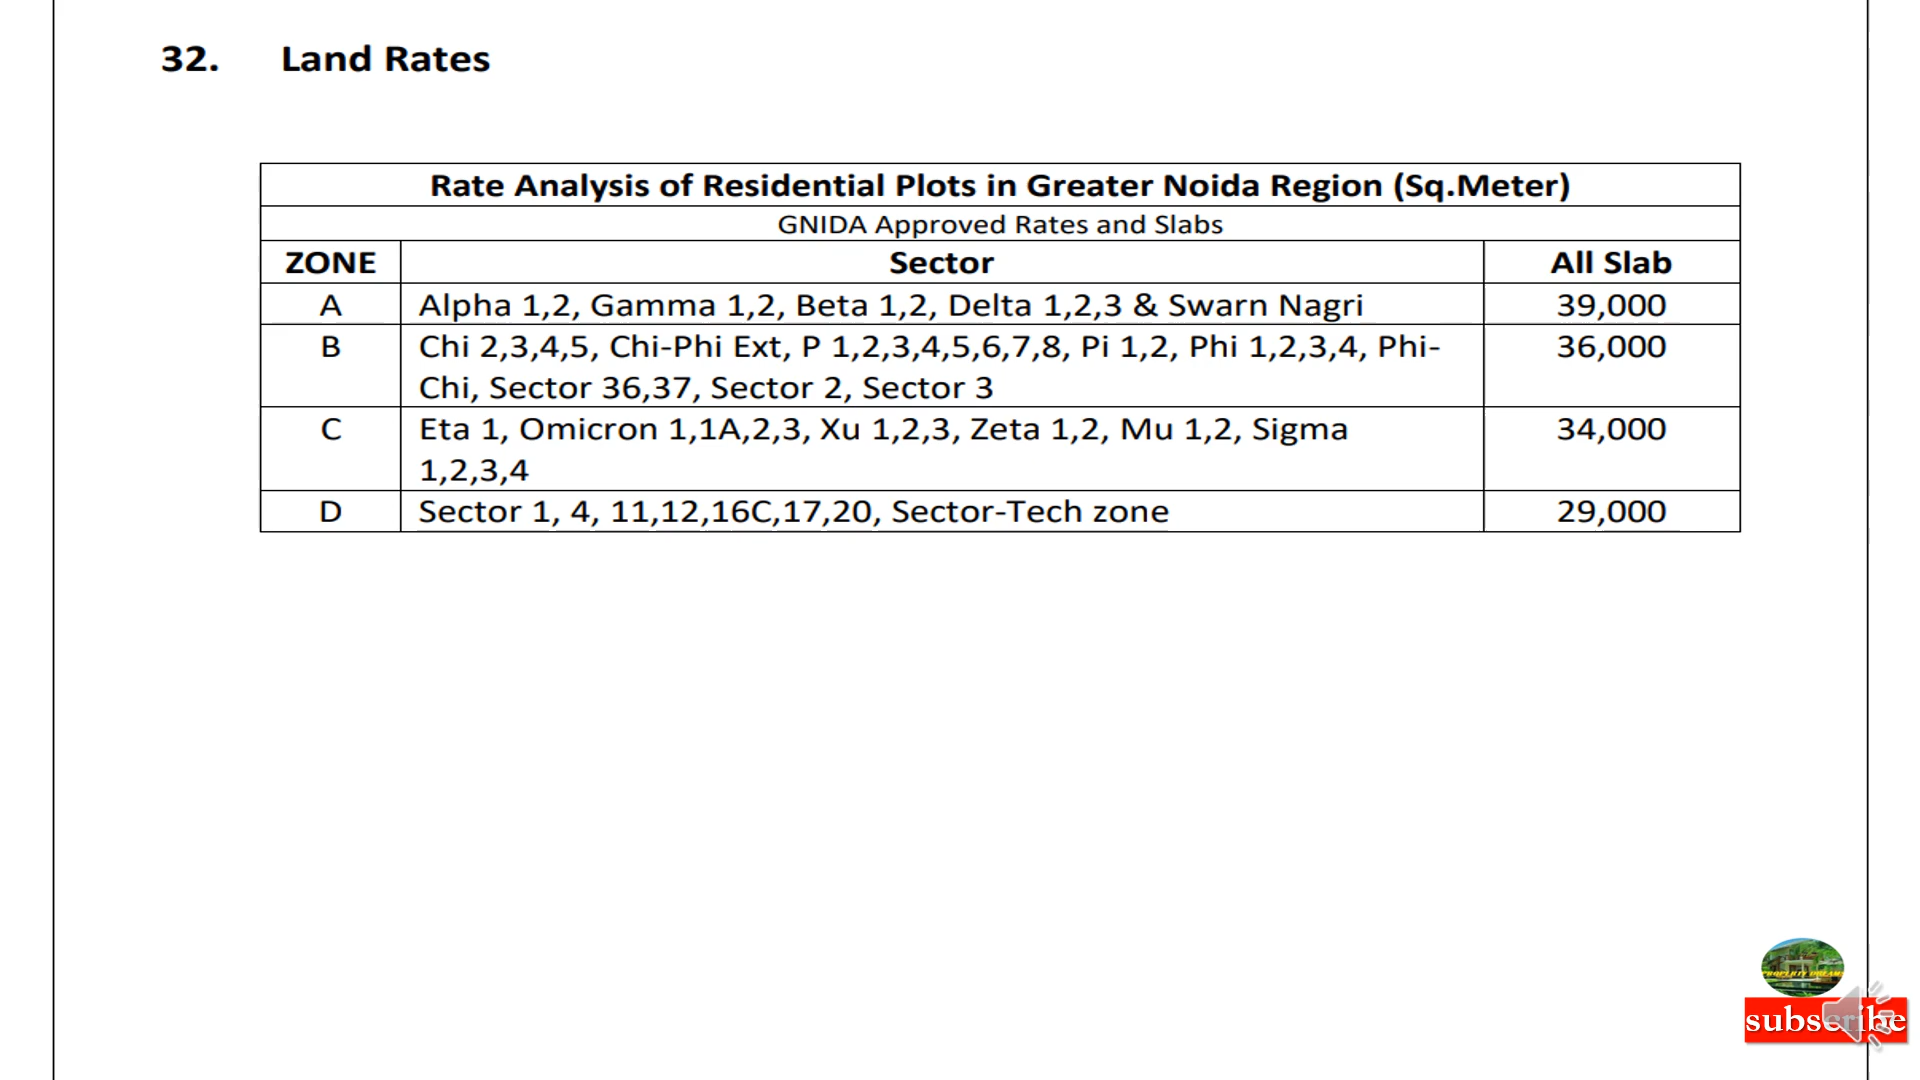 32. Land Rates
Rate Analysis of Residential Plots in Greater Noida Region (Sq.Meter)
GNIDA Approved Rates and Slabs
ZONE Sector All Slab
A Alpha 1,2, Gamma 1,2, Beta 1,2, Delta 1,2,3 & Swarn Nagri 39,000
B Chi 2,3,4,5, Chi-Phi Ext, P 1,2,3,4,5,6,7,8, Pi 1,2, Phi 1,2,3,4, Phi- 36,000
Chi, Sector 36,37, Sector 2, Sector 3
C Eta 1, Omicron 1,1A,2,3, Xu 1,2,3, Zeta 1,2, Mu 1,2, Sigma 34,000
1,2,3,4
D Sector 1, 4, 11,12,16C,17,20, Sector-Tech zone 29,000
PROPERTY DREAM
subscribe